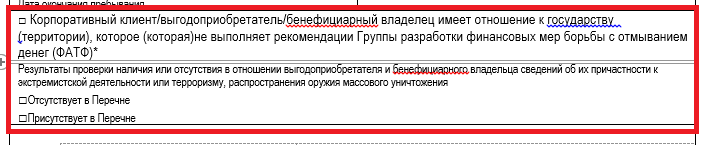 Дата окончания пребывания
□ Корпоративный клиент/выгодоприобретатель/бенефициарный владелец имеет отношение к государству
(территории), которое (которая)не выполняет рекомендации Группы разработки финансовых мер борьбы с отмыванием
денег (ФАТФ)*
Результаты проверки наличия или отсутствия в отношении выгодоприобретателя и бенефициарного владельца сведений об их причастности к
экстремистской деятельности или терроризму, распространения оружия массового уничтожения
□Отсутствует в Перечне
□Присутствует в Перечне